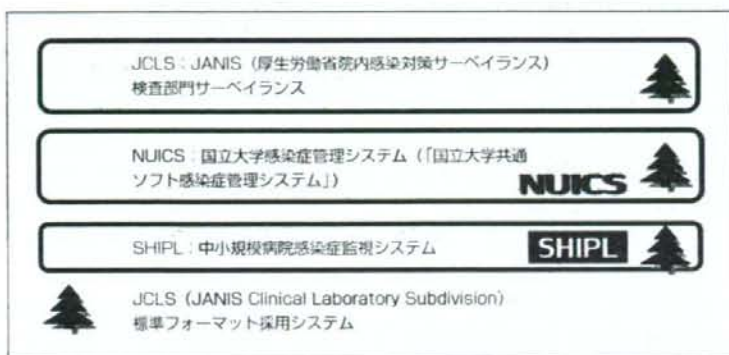 JCLS：JANIS（厚生労働省院内感染対策サーベイランス）
検査部門サーベイランス
NUICS：国立大学感染症管理システム（「国立大学共通
ソフト感染症管理システム」）
NUICS
SHIPL：中小規模病院感染症監視システム
SHIPL
JCLS（JANIS Clinical Laboratory Subdivision）
標準フォーマット採用システム